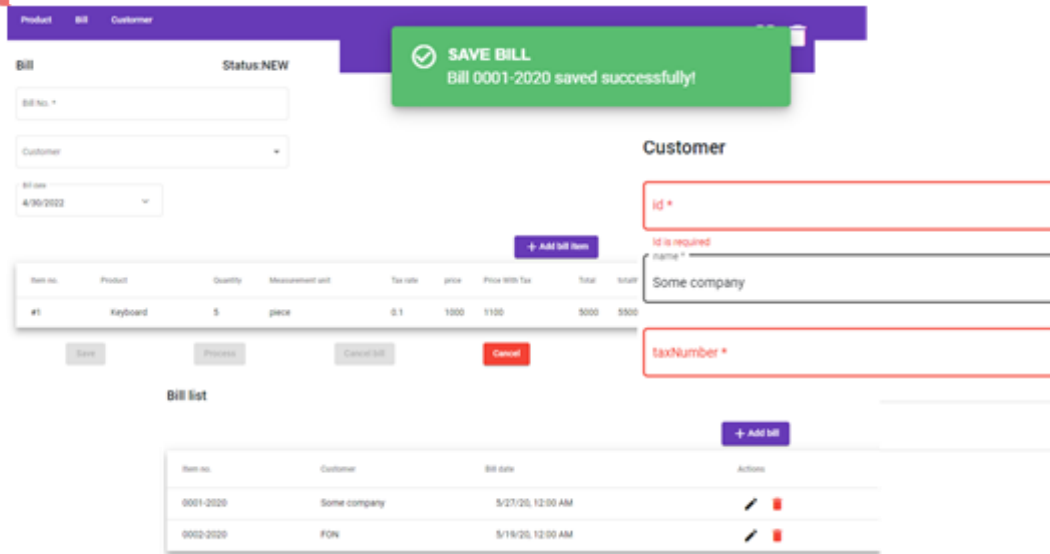 Product Bill Custormer
SAVE BILL
Bill 0001-2020 saved successfully!
Bill Status:NEW
Bill No. *
Customer
Bill date
4/30/2022
Customer
id *
Id is required
name *
Some company
taxNumber *
+ Add bill item
Item no. Product Quantity Measurement unit Tax rate price Price With Tax Total
#1 Keyboard 5 piece 0.1 1000 1100 5000 5500
Save Process Cancel bill Cancel
Bill list
+ Add bill
Item no. Customer Bill date Actions
0001-2020 Some company 5/27/20, 12:00 AM
0002-2020 FON 5/19/20, 12:00 AM